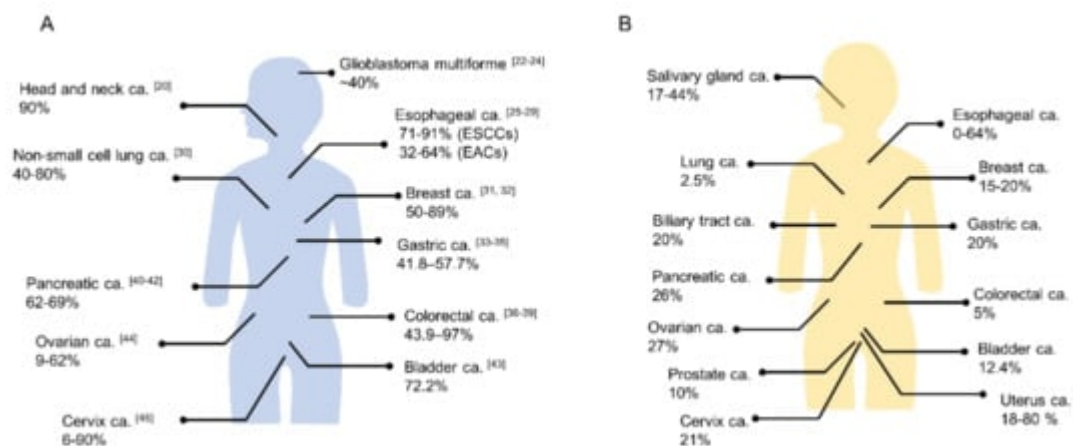 A
Glioblastoma multiforme [22-24]
~40%
Head and neck ca. [20]
90%
Esophageal ca. [25-29]
71-91% (ESCCs)
32-64% (EACs)
Non-small cell lung ca. [30]
40-80%
Breast ca. [31, 32]
50-89%
Gastric ca. [33-35]
41.8–57.7%
Pancreatic ca. [40-42]
62-69%
Colorectal ca. [36-39]
43.9–97%
Ovarian ca. [44]
9-62%
Bladder ca. [43]
72.2%
Cervix ca. [45]
6-90%
B
Salivary gland ca.
17-44%
Esophageal ca.
0-64%
Lung ca.
2.5%
Breast ca.
15-20%
Biliary tract ca.
20%
Gastric ca.
20%
Pancreatic ca.
26%
Colorectal ca.
5%
Ovarian ca.
27%
Bladder ca.
12.4%
Prostate ca.
10%
Uterus ca.
18-80 %
Cervix ca.
21%